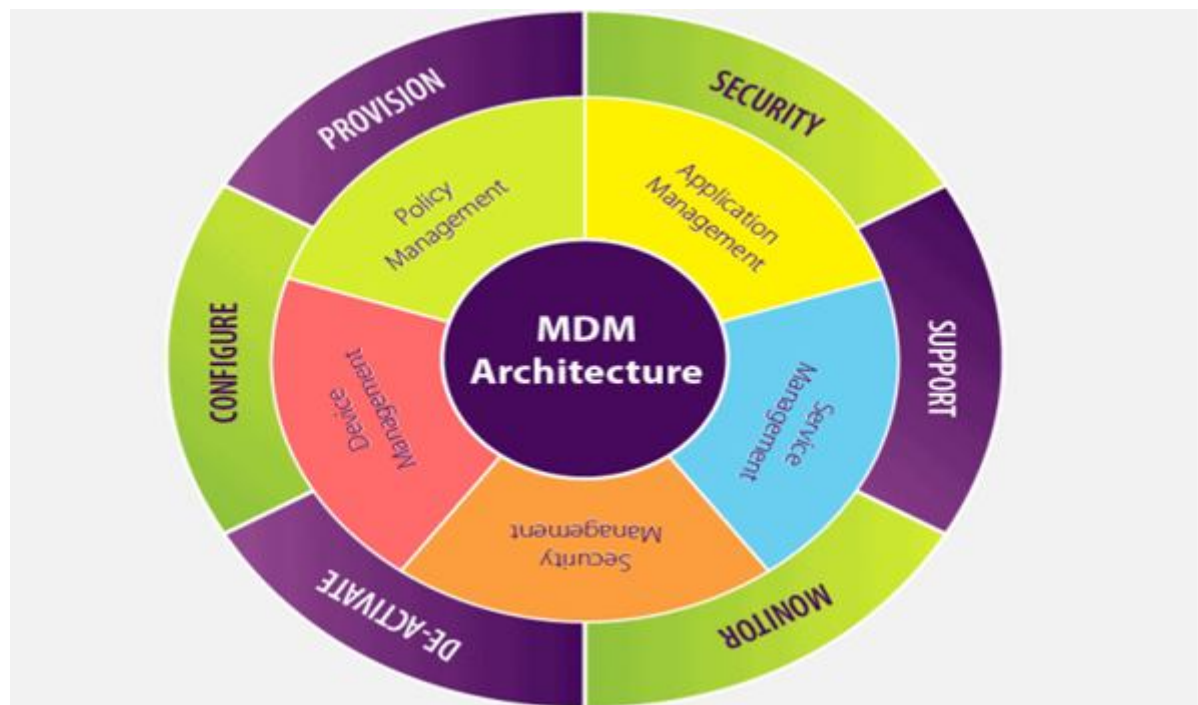 PROVISION
SECURITY
SUPPORT
MONITOR
DE-ACTIVATE
CONFIGURE
Policy
Management
Application
Management
Service
Management
Security
Management
Device
Management
MDM
Architecture